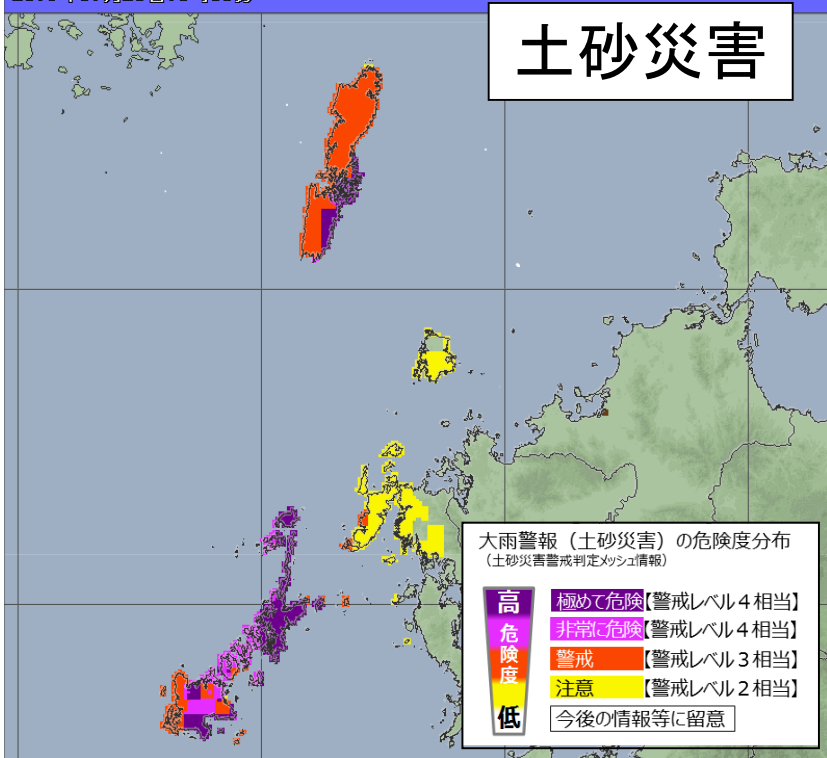 土砂災害
大雨警報（土砂災害）の危険度分布
（土砂災害警戒判定メッシュ情報）
高
危険度
低
極めて危険【警戒レベル４相当】
非常に危険【警戒レベル４相当】
警戒【警戒レベル３相当】
注意【警戒レベル２相当】
今後の情報等に留意